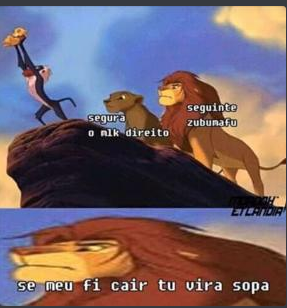 seguinte
zubumafu
segura
o mlk direito
se meu fi cair tu vira sopa